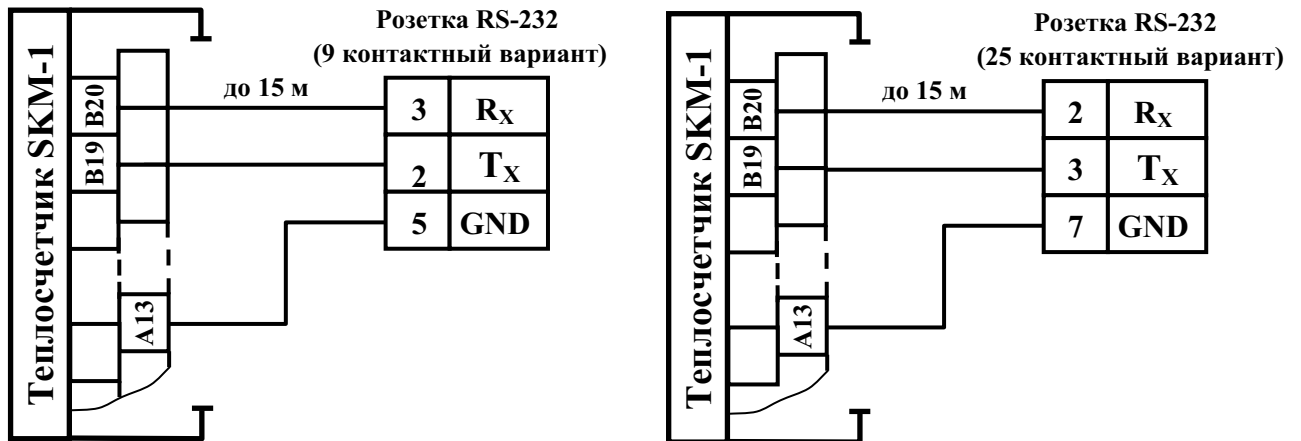 Розетка RS-232
(9 контактный вариант)
Теплосчетчик SKM-1
B20
B19
A13
до 15 м
3 RX
2 TX
5 GND
Розетка RS-232
(25 контактный вариант)
Теплосчетчик SKM-1
B20
B19
A13
до 15 м
2 RX
3 TX
7 GND